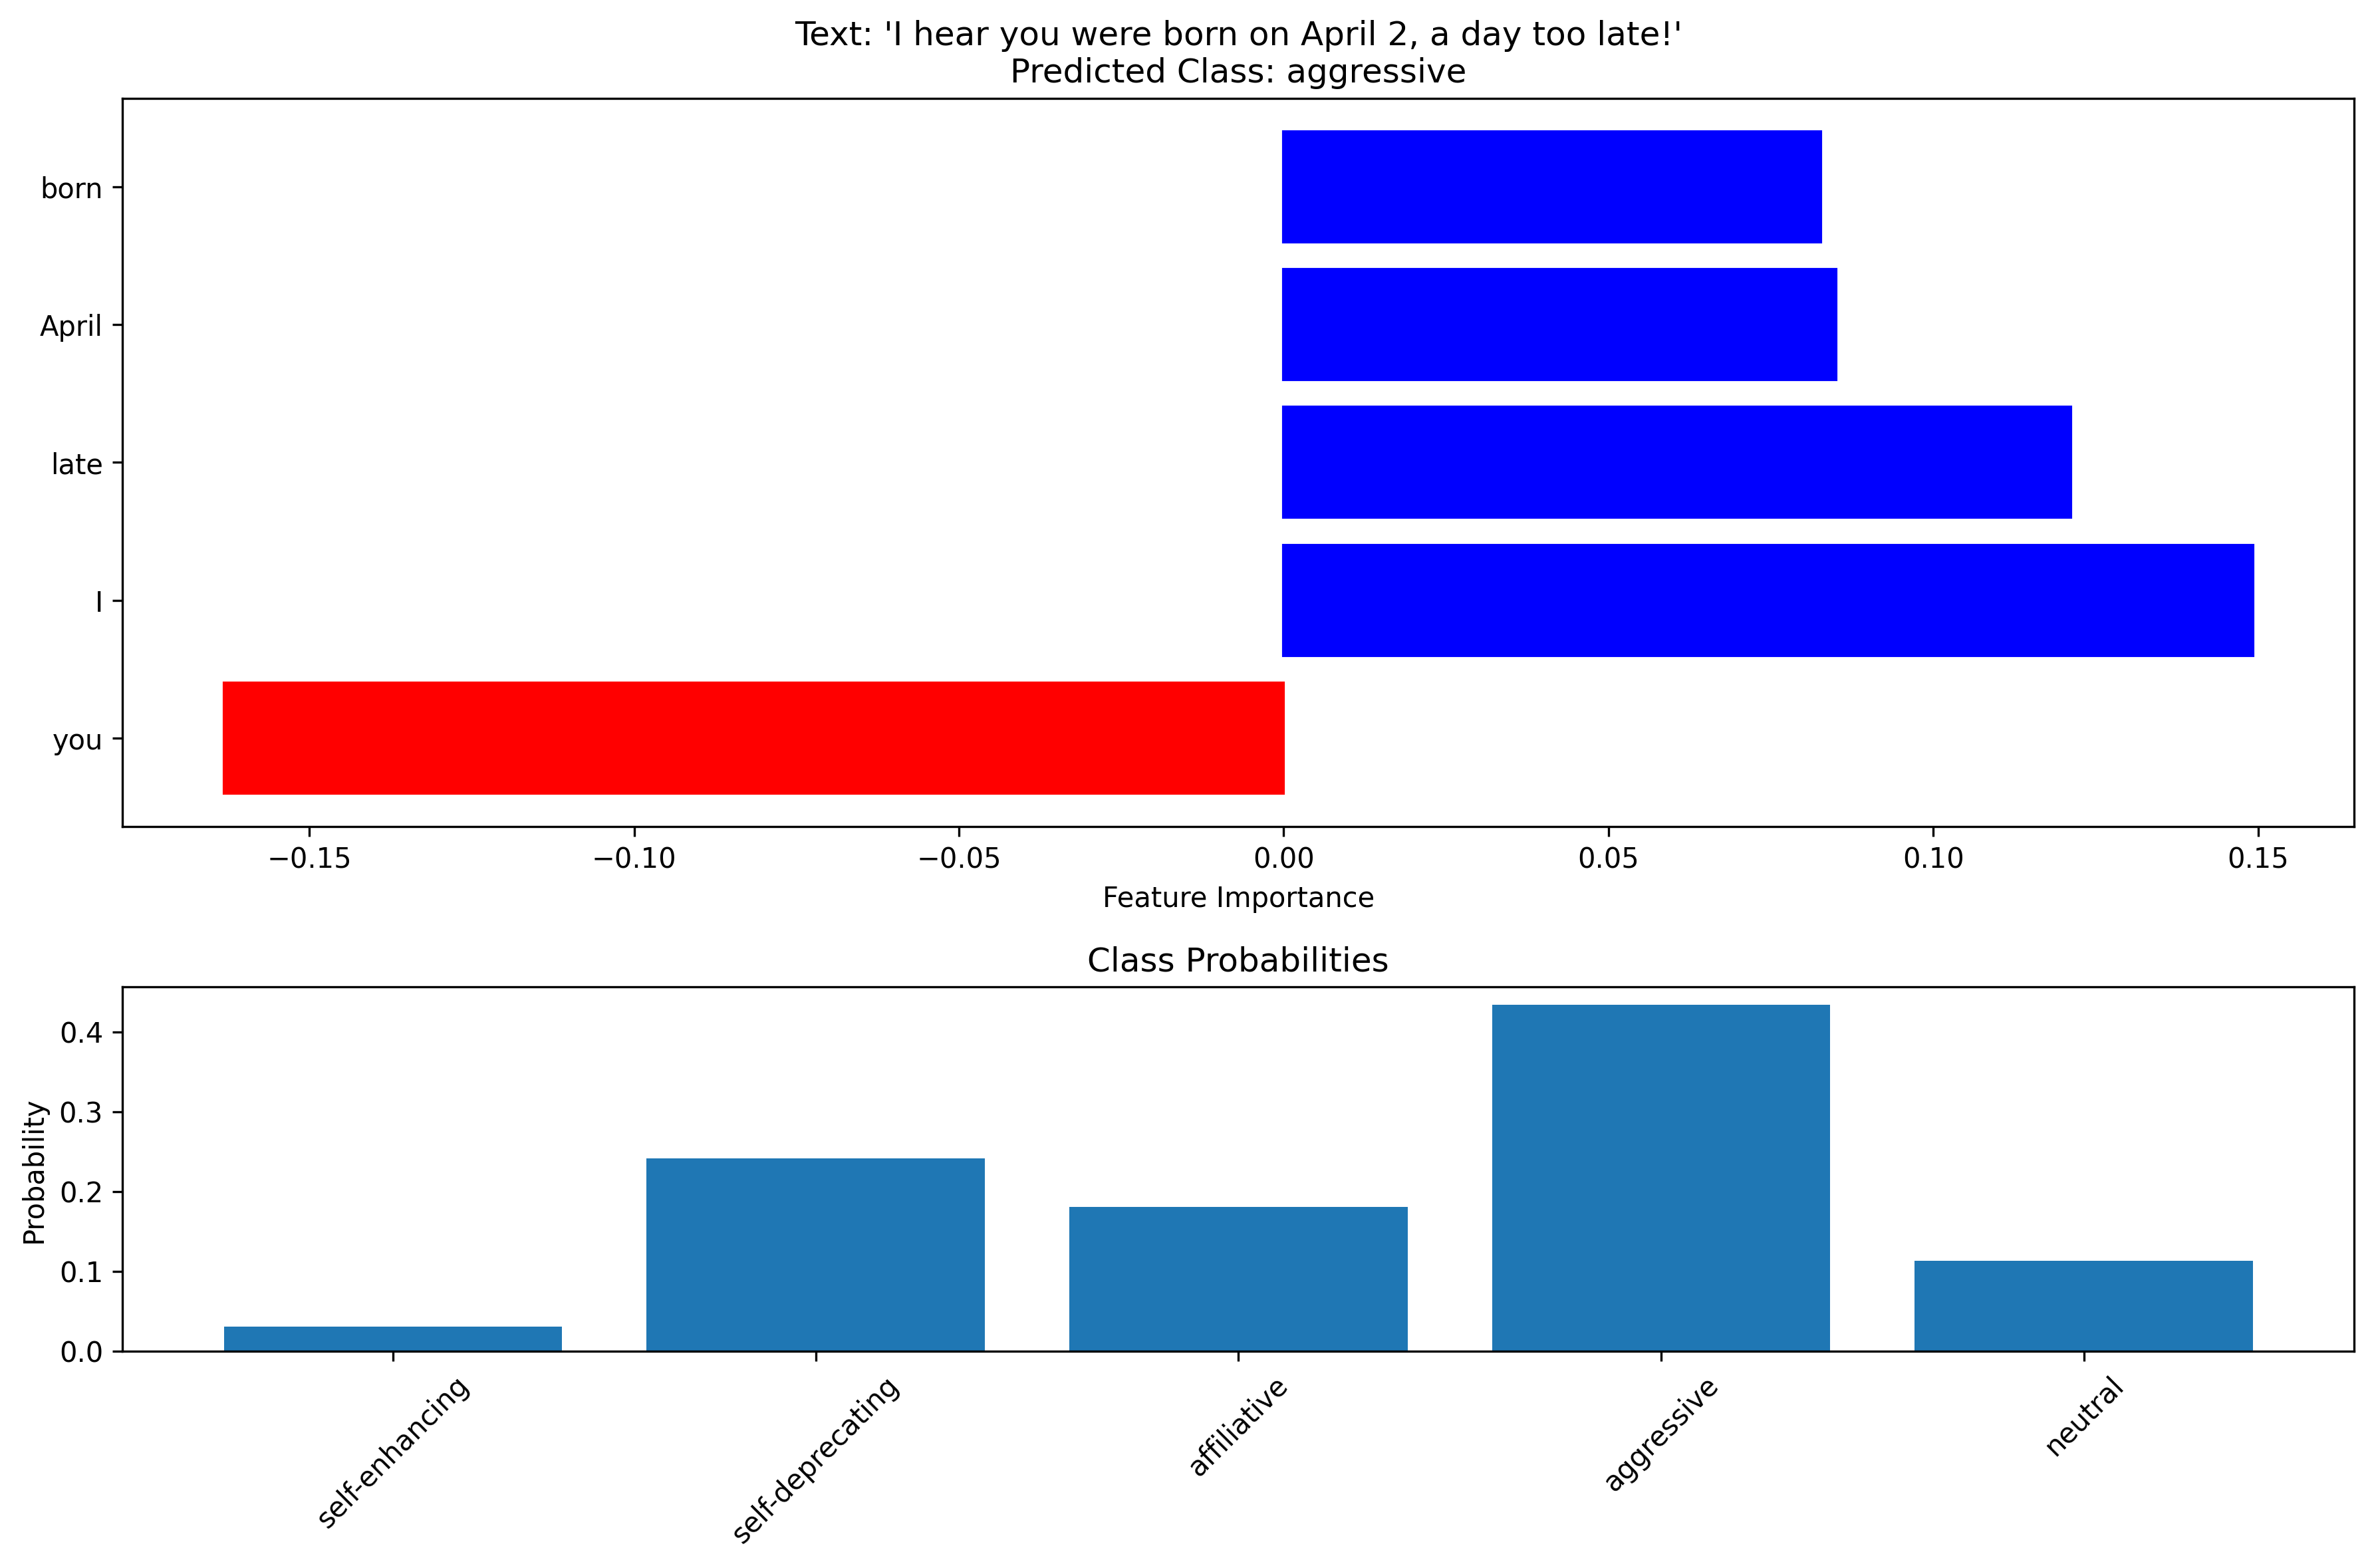 Text: 'I hear you were born on April 2, a day too late!'
Predicted Class: aggressive
born
April
late
I
you
−0.15 −0.10 −0.05 0.00 0.05 0.10 0.15
Feature Importance
Class Probabilities
Probability
0.4
0.3
0.2
0.1
0.0
self-enhancing self-deprecating affiliative aggressive neutral